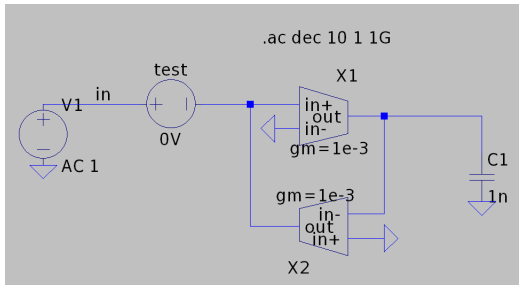 .ac dec 10 1 1G
test
X1
in
V1
+
+
in+
out
in-
0V
gm=1e-3
AC 1
C1
1n
gm=1e-3
in-
out
in+
X2